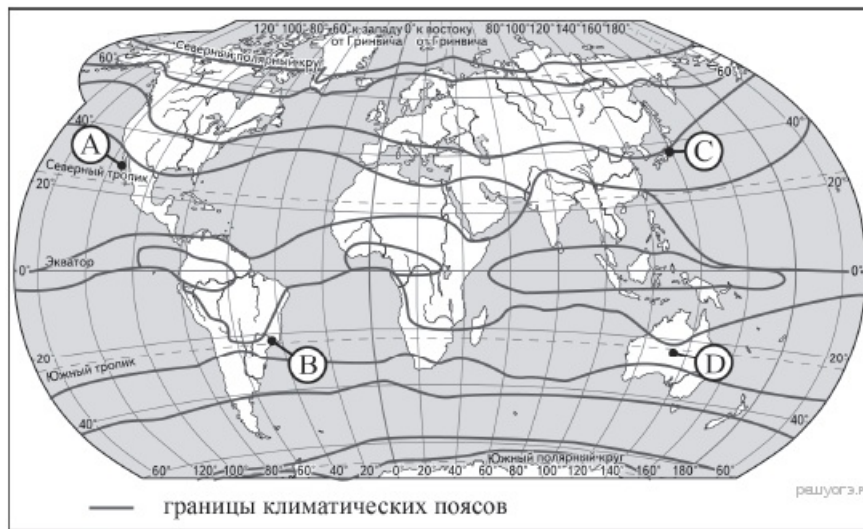 120° 100° 80° 60° к западу 0° к востоку 100° 120° 140° 160° 180°
от Гринвича от Гринвича
Северный полярный круг
60°
60°
40°
40°
A
C
Северный тропик
20°
20°
Экватор
0°
0°
B
D
20°
20°
Южный тропик
40°
40°
Южный полярный круг
60° 120° 100° 80° 60° 40° 20° 0° 20° 40° 60° 80° 100° 120° 140° 160° 180° 60°
границы климатических поясов